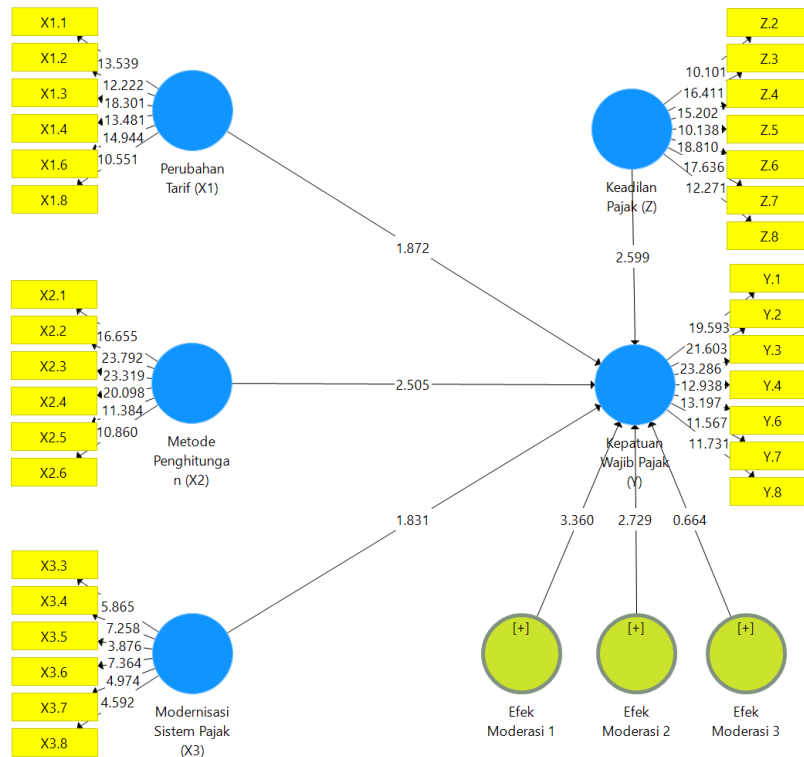 X1.1
X1.2
X1.3
X1.4
X1.6
X1.8
13.539
12.222
18.301
13.481
14.944
10.551
Perubahan
Tarif (X1)
Z.2
Z.3
Z.4
Z.5
Z.6
Z.7
Z.8
10.101
16.411
15.202
10.138
18.810
17.636
12.271
Keadilan
Pajak (Z)
1.872
2.599
X2.1
X2.2
X2.3
X2.4
X2.5
X2.6
16.655
23.792
23.319
20.098
11.384
10.860
Metode
Penghitunga
n (X2)
2.505
Y.1
Y.2
Y.3
Y.4
Y.6
Y.7
Y.8
19.593
21.603
23.286
12.938
13.197
11.567
11.731
Kepatuan
Wajib Pajak
(Y)
1.831
3.360
2.729
0.664
X3.3
X3.4
X3.5
X3.6
X3.7
X3.8
5.865
7.258
3.876
7.364
4.974
4.592
Modernisasi
Sistem Pajak
(X3)
[+]
Efek
Moderasi 1
[+]
Efek
Moderasi 2
[+]
Efek
Moderasi 3